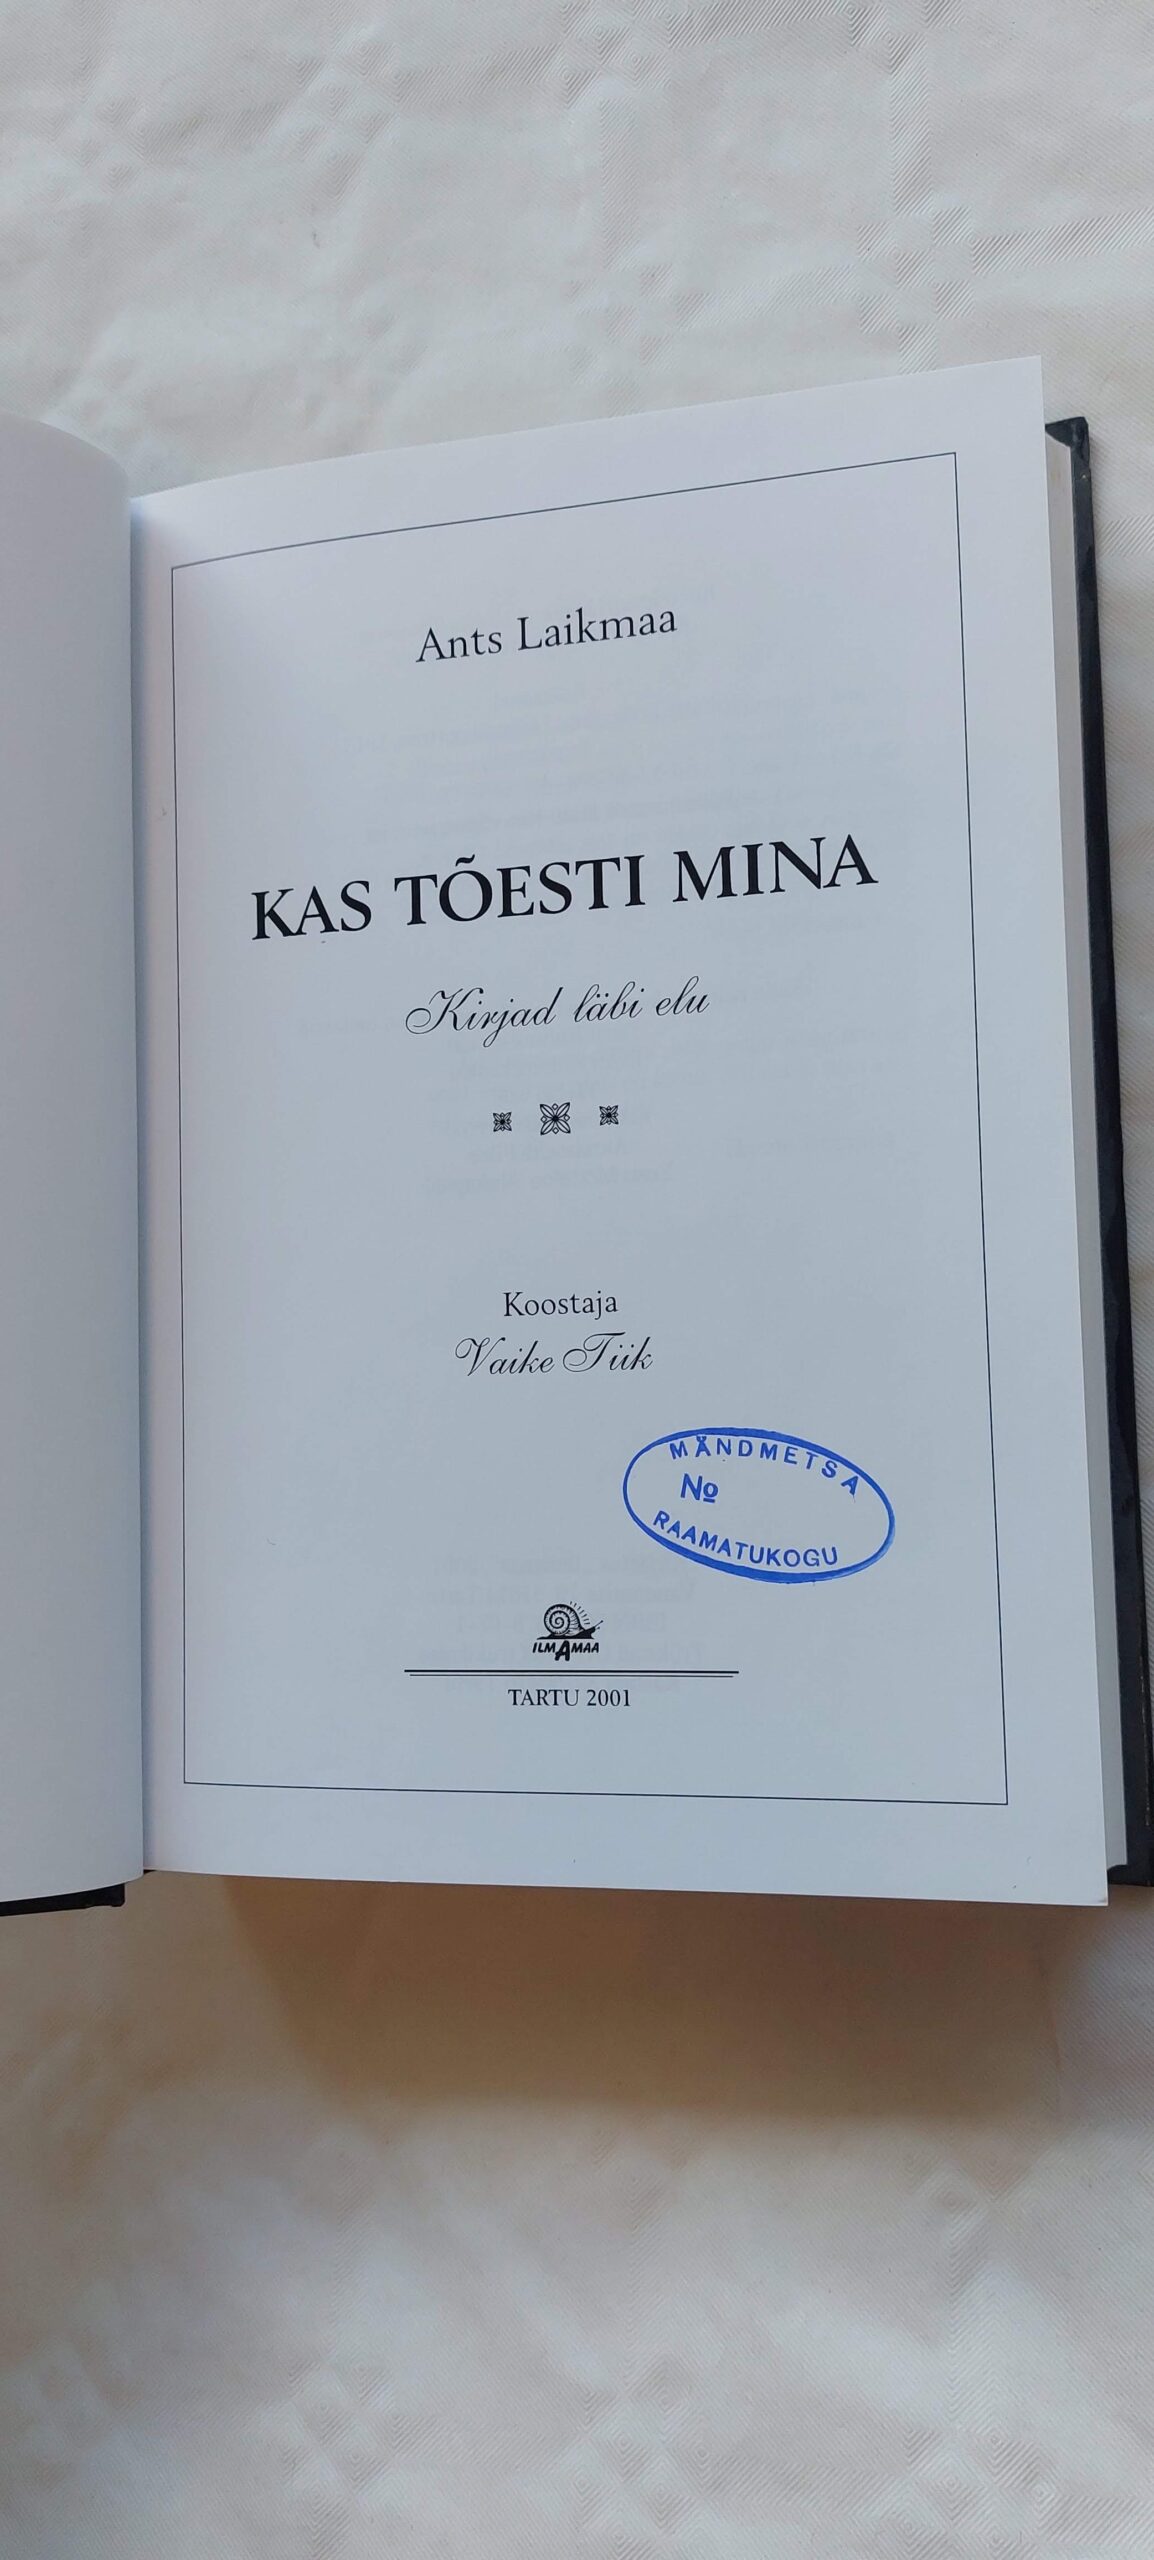 Ants Laikmaa
KAS TÕESTI MINA
Kirjad läbi elu
Koostaja
Vaike Tiik
MÄNDMETSA
№
RAAMATUKOGU
ILMAMAA
TARTU 2001